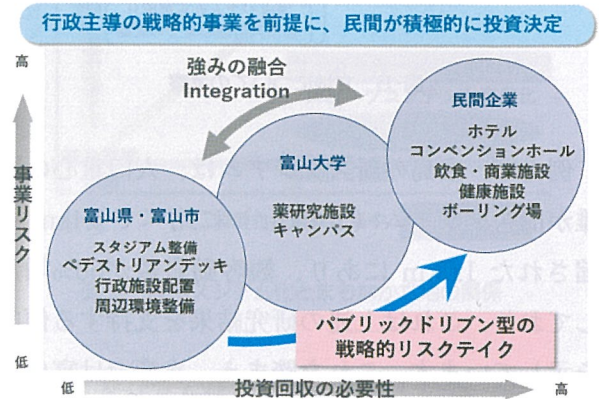 行政主導の戦略的事業を前提に、民間が積極的に投資決定
高
強みの融合
Integration
民間企業
ホテル
コンベンションホール
飲食・商業施設
健康施設
ボーリング場
富山大学
薬研究施設
キャンパス
事業リスク
富山県・富山市
スタジアム整備
ペデストリアンデッキ
行政施設配置
周辺環境整備
パブリックドリブン型の
戦略的リスクテイク
低
低
投資回収の必要性
高